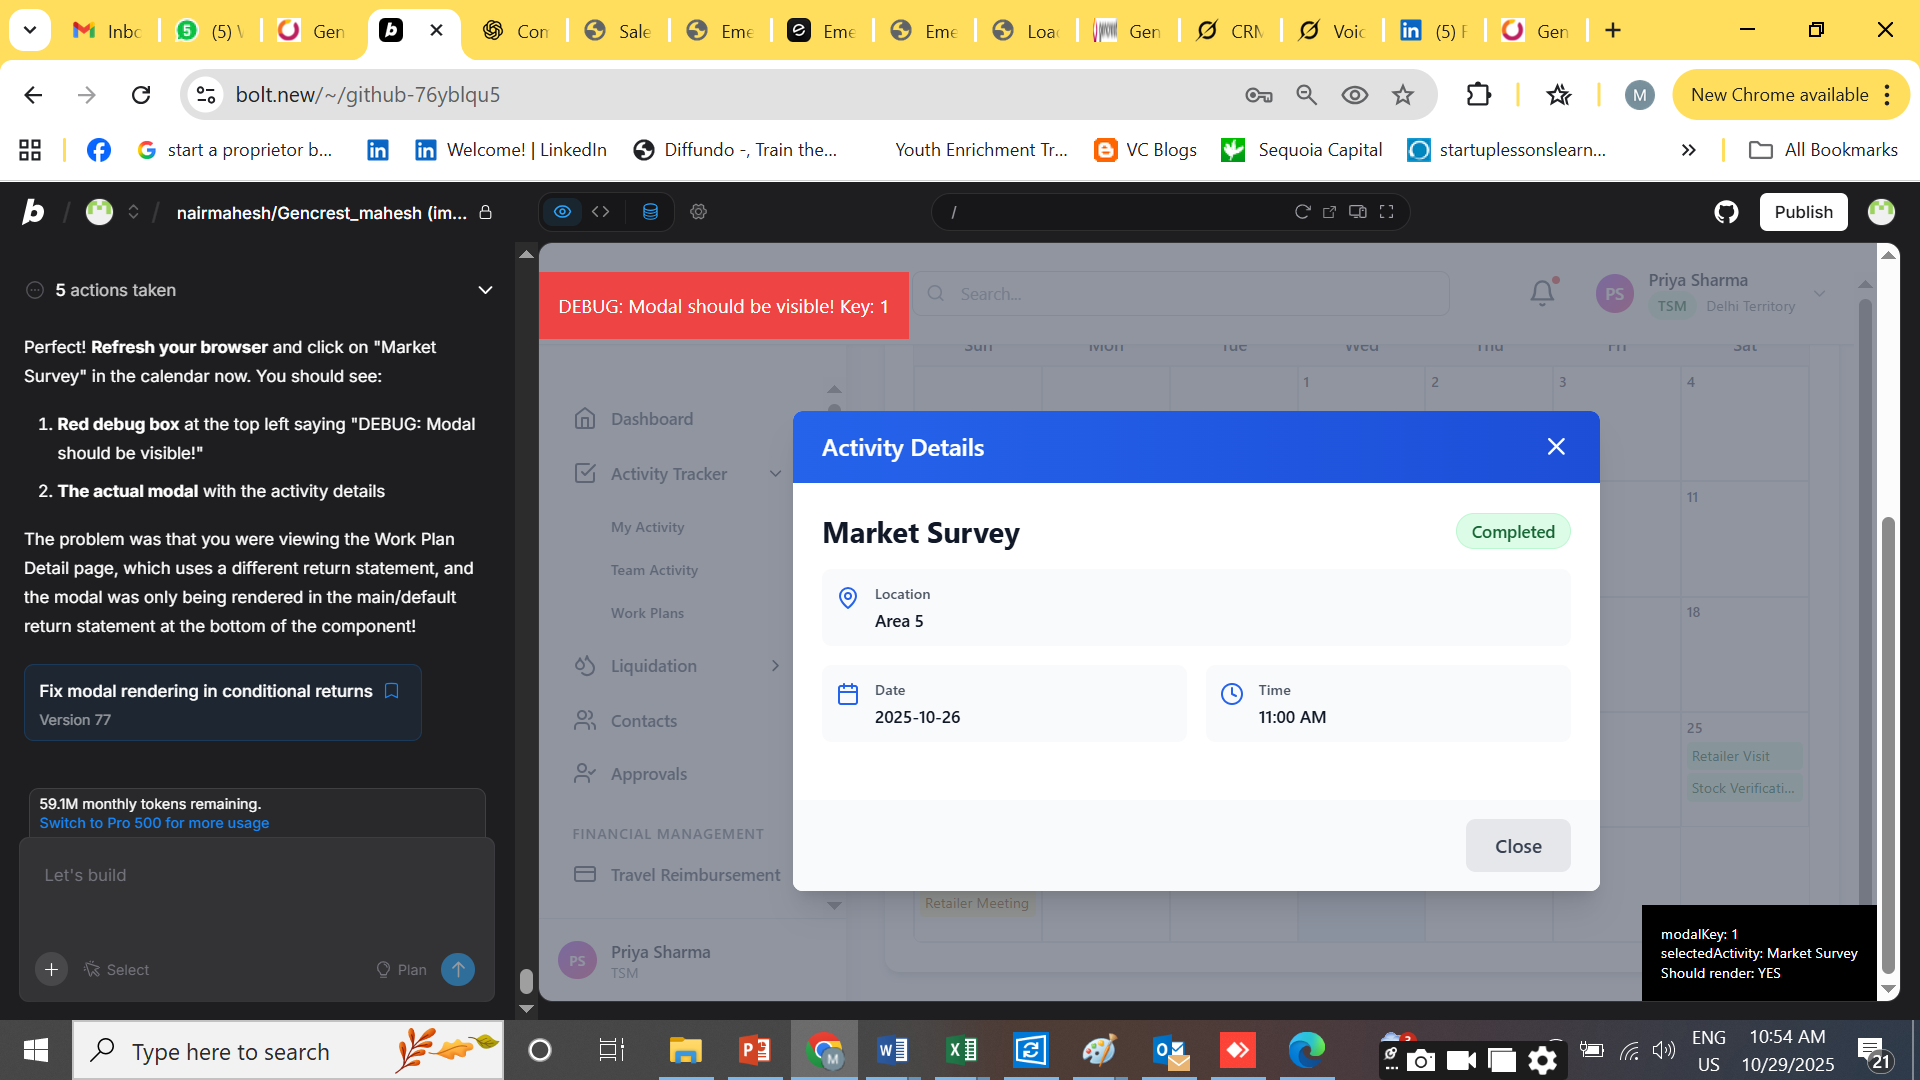 Inbc
5
(5) V
Gen
b
Com
Sale
Eme
Eme
Eme
Loac
Gen
CRM
Voic
(5) F
Gen
bolt.new/~/github-76yblqu5
M
New Chrome available
start a proprietor b...
Welcome! | LinkedIn
Diffundo -, Train the...
Youth Enrichment Tr...
VC Blogs
Sequoia Capital
startuplessonslearn...
All Bookmarks
b
/
/
nairmahesh/Gencrest_mahesh (im...
/
Publish
5 actions taken
Perfect! Refresh your browser and click on "Market
Survey" in the calendar now. You should see:
1. Red debug box at the top left saying "DEBUG: Modal
should be visible!"
2. The actual modal with the activity details
The problem was that you were viewing the Work Plan
Detail page, which uses a different return statement, and
the modal was only being rendered in the main/default
return statement at the bottom of the component!
Fix modal rendering in conditional returns
Version 77
59.1M monthly tokens remaining.
Switch to Pro 500 for more usage
Let's build
Select
Plan
DEBUG: Modal should be visible! Key: 1
Search...
PS
Priya Sharma
TSM
Delhi Territory
Dashboard
Activity Tracker
My Activity
Team Activity
Work Plans
Liquidation
Contacts
Approvals
FINANCIAL MANAGEMENT
Travel Reimbursement
PS
Priya Sharma
TSM
Sun
Mon
Tue
Wed
Thu
Fri
Sat
1
2
3
4
11
18
25
Retailer Visit
Stock Verificati...
Retailer Meeting
Activity Details
Market Survey
Completed
Location
Area 5
Date
2025-10-26
Time
11:00 AM
Close
modalKey: 1
selectedActivity: Market Survey
Should render: YES
Type here to search
M
3
ENG
US
10:54 AM
10/29/2025
21